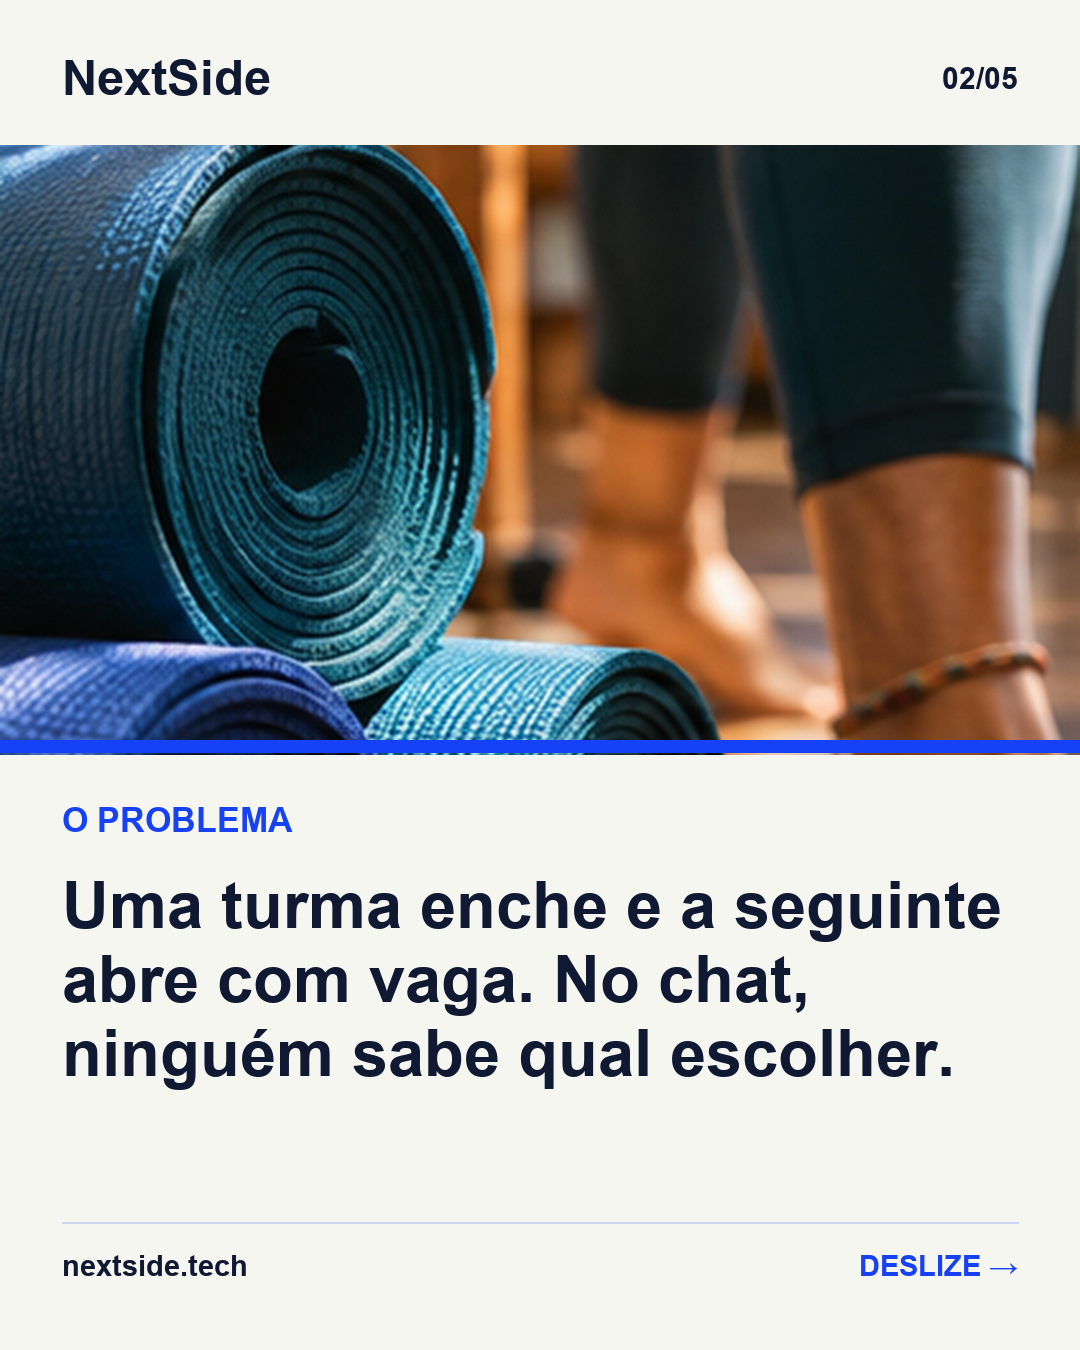 NextSide
02/05
O PROBLEMA
Uma turma enche e a seguinte
abre com vaga. No chat,
ninguém sabe qual escolher.
nextside.tech
DESLIZE →